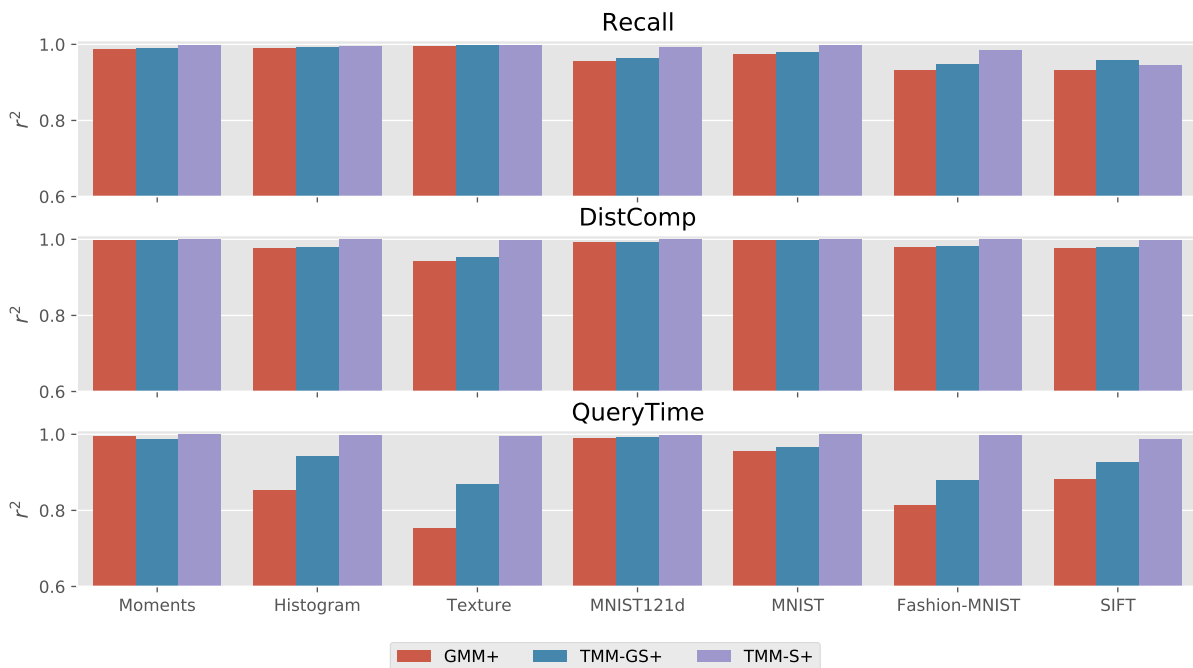 Recall
1.0
0.8
0.6
r²
DistComp
1.0
0.8
0.6
r²
QueryTime
1.0
0.8
0.6
r²
Moments Histogram Texture MNIST121d MNIST Fashion-MNIST SIFT
GMM+ TMM-GS+ TMM-S+